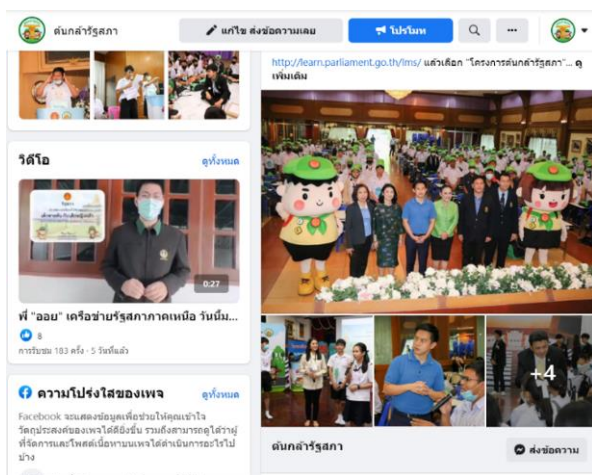 ต้นกล้ารัฐสภา
แก้ไข ส่งข้อความเลย
โปรโมท
http://learn.parliament.go.th/lms/ แล้วเลือก "โครงการต้นกล้ารัฐสภา"... ดู
เพิ่มเติม
วิดีโอ
ดูทั้งหมด
0:27
พี่ "ออย" เครือข่ายรัฐสภาภาคเหนือ วันนี้ม...
8
การรับชม 183 ครั้ง · 5 วันที่แล้ว
ความโปร่งใสของเพจ
ดูทั้งหมด
Facebook จะแสดงข้อมูลเพื่อช่วยให้คุณเข้าใจ
วัตถุประสงค์ของเพจได้ดียิ่งขึ้น รวมถึงสามารถดูได้ว่าผู้
ที่จัดการและโพสต์เนื้อหาบนเพจได้ดำเนินการอะไรไป
บ้าง
+4
ต้นกล้ารัฐสภา
ส่งข้อความ